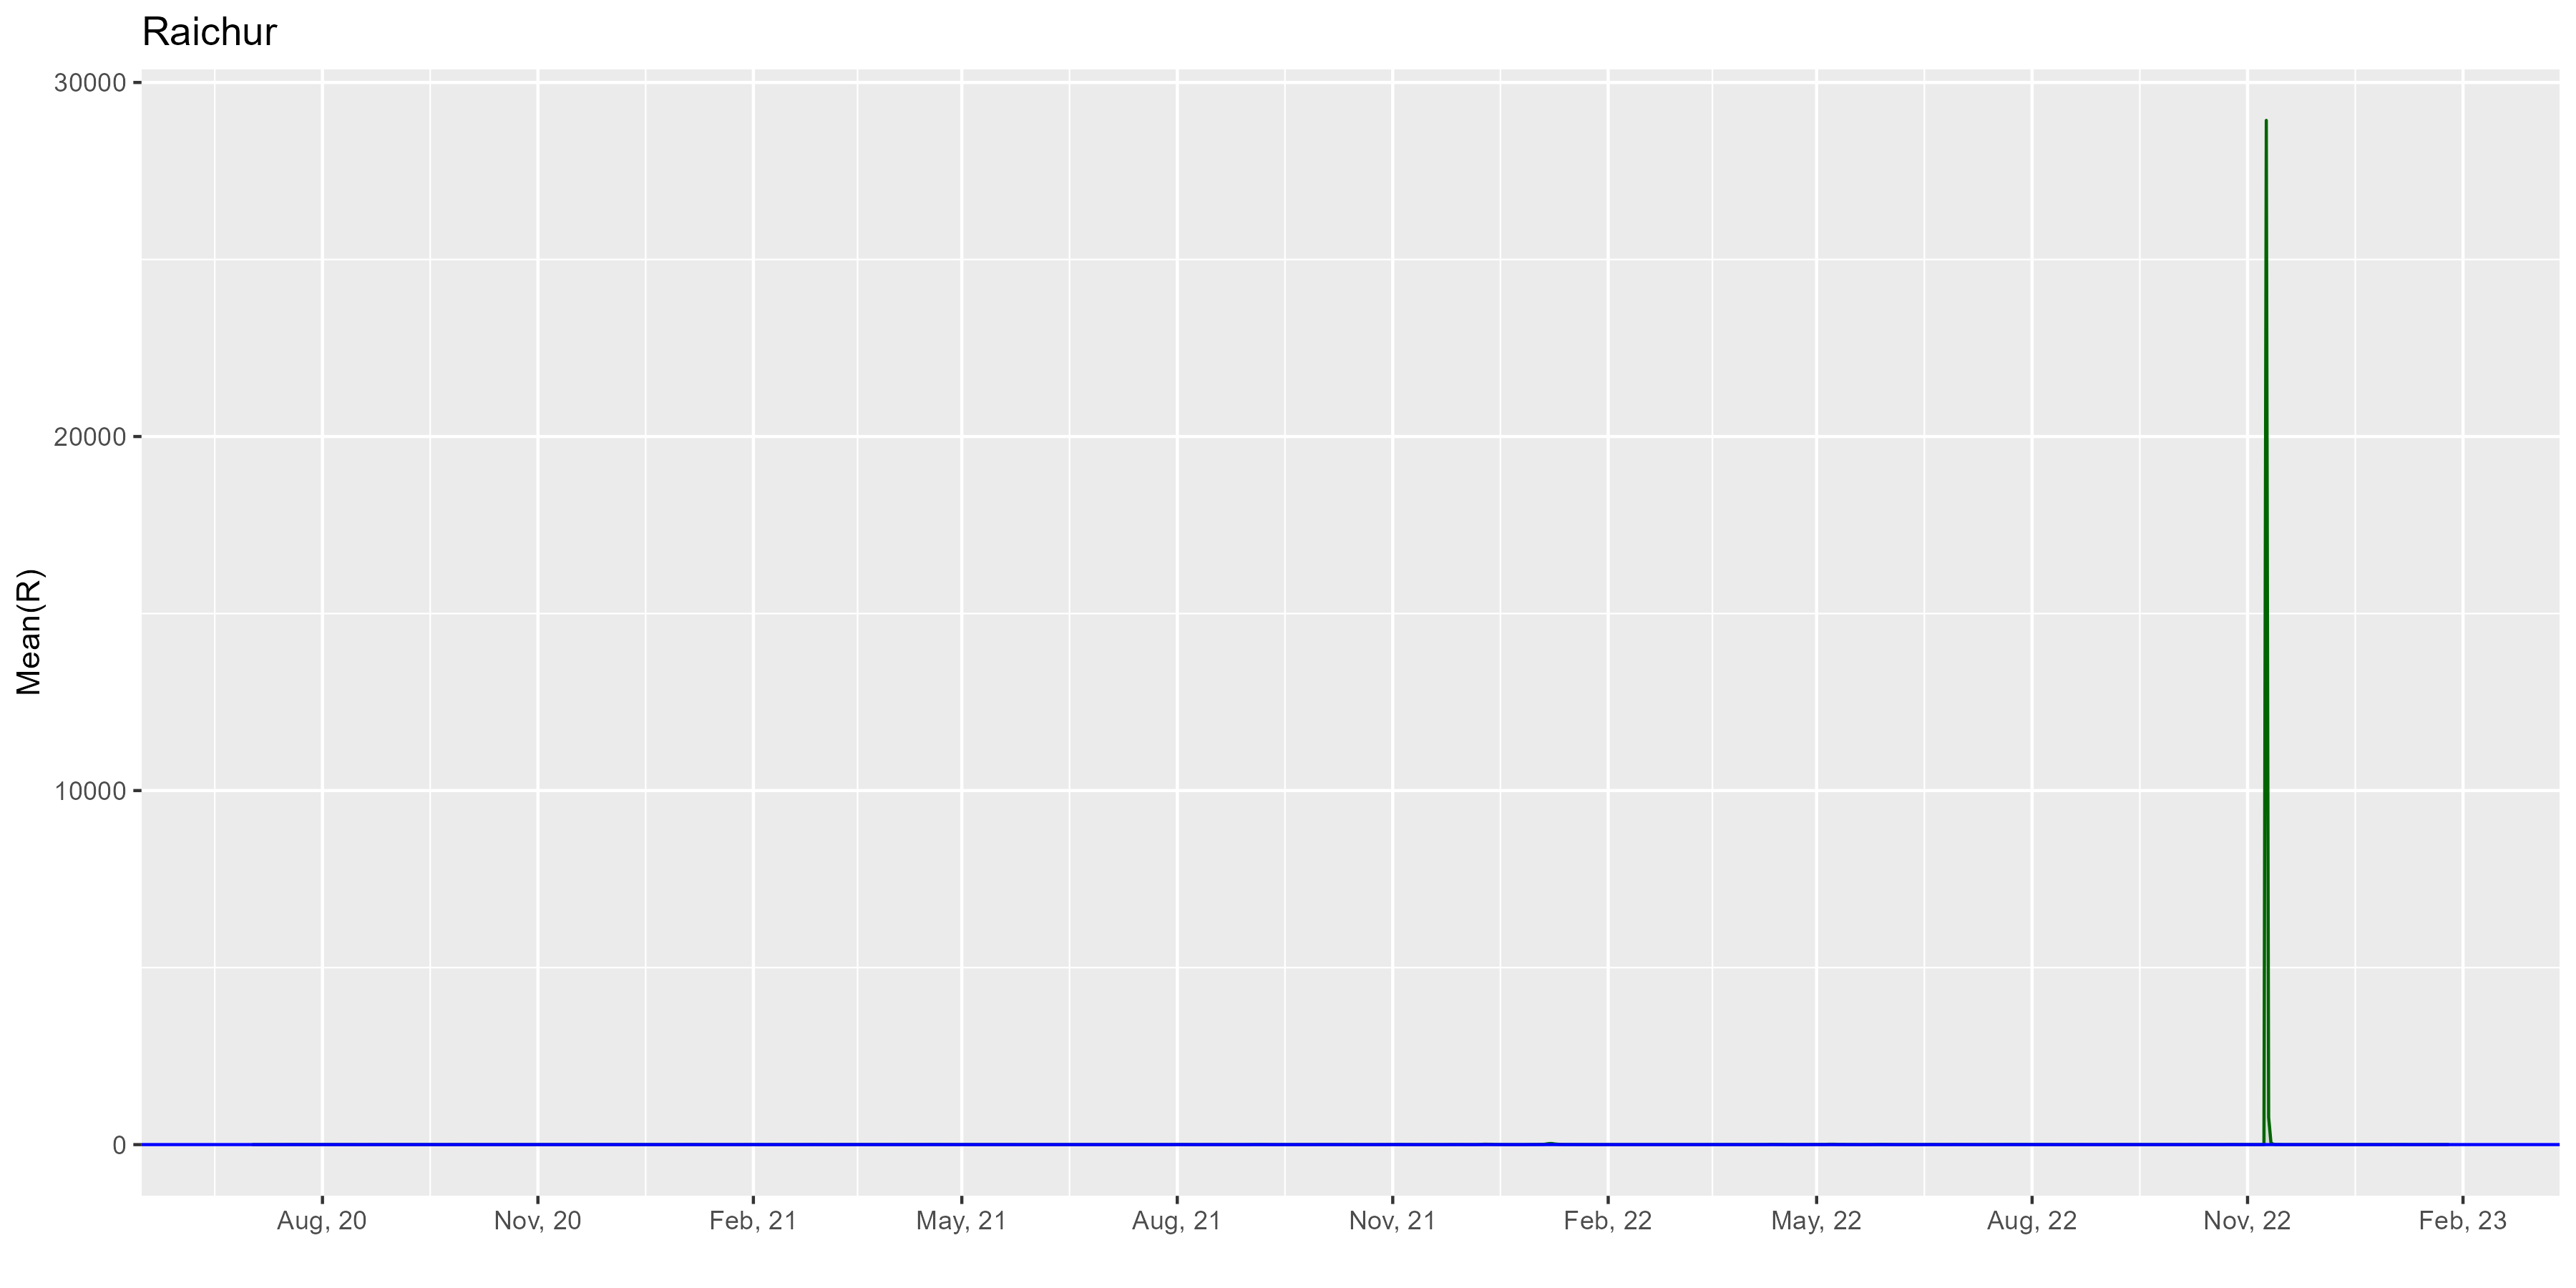 Raichur
30000
20000
10000
0
Mean(R)
Aug, 20 Nov, 20 Feb, 21 May, 21 Aug, 21 Nov, 21 Feb, 22 May, 22 Aug, 22 Nov, 22 Feb, 23